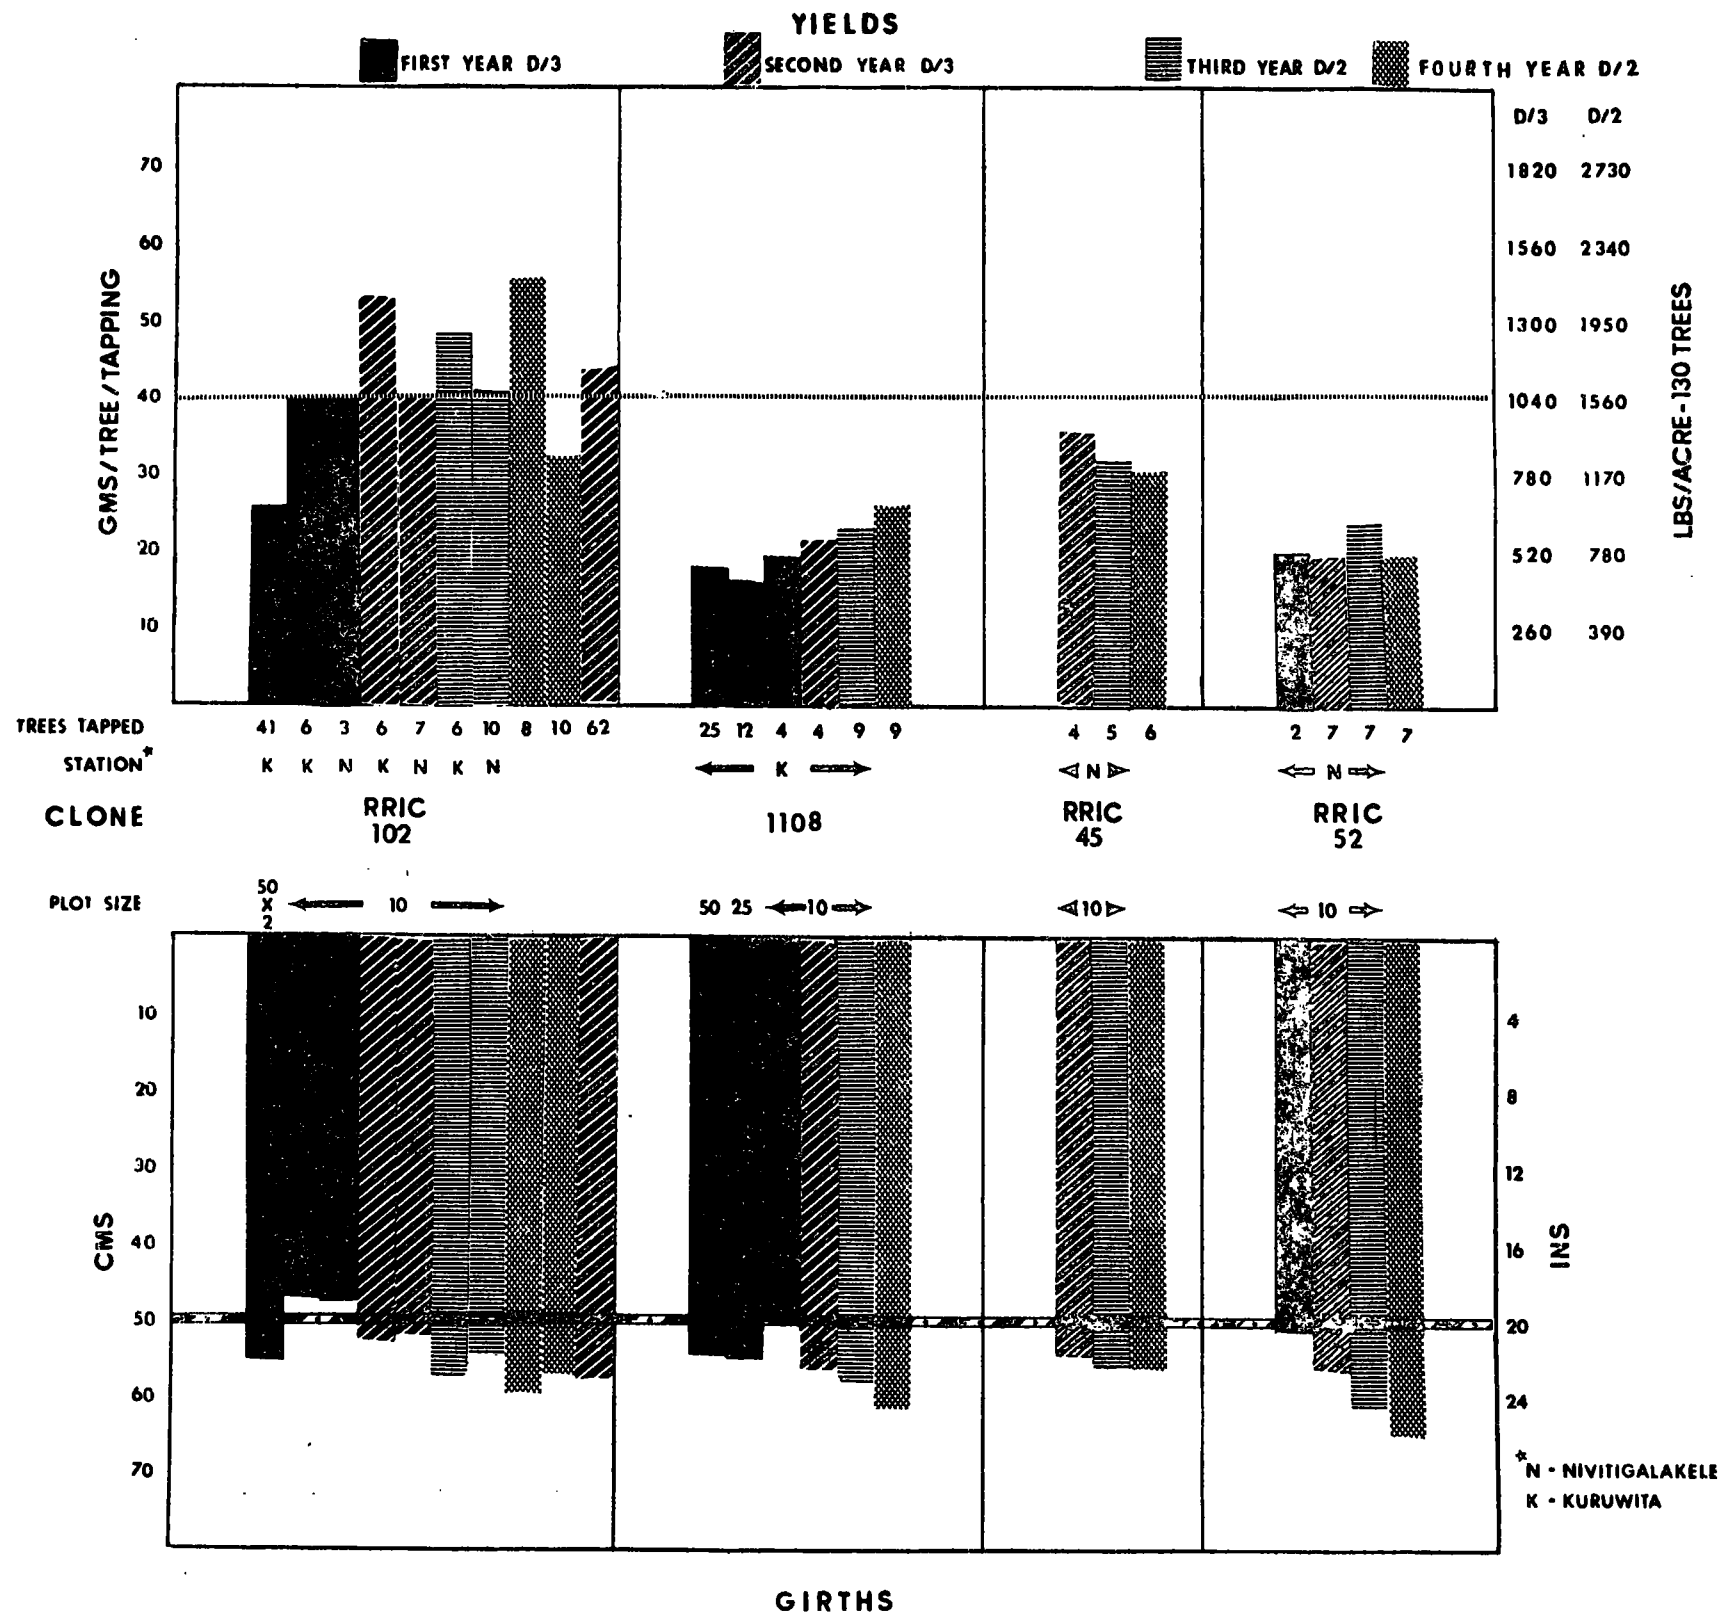 YIELDS
FIRST YEAR D/3 SECOND YEAR D/3 THIRD YEAR D/2 FOURTH YEAR D/2
D/3 D/2
70 1820 2730
60 1560 2340
50 1300 1950
40 1040 1560
30 780 1170
20 520 780
10 260 390
GMS/TREE/TAPPING
LBS/ACRE-130 TREES
TREES TAPPED 41 6 3 6 7 6 10 8 10 62 25 12 4 4 9 9 4 5 6 2 7 7 7
STATION* K K N K N K N K N N
CLONE RRIC 102 1108 RRIC 45 RRIC 52
PLOT SIZE 50 X 2 10 50 25 10 10 10
10 4
20 8
30 12
40 16
50 20
60 24
70
CMS
INS
*N - NIVITIGALAKELE
K - KURUWITA
GIRTHS